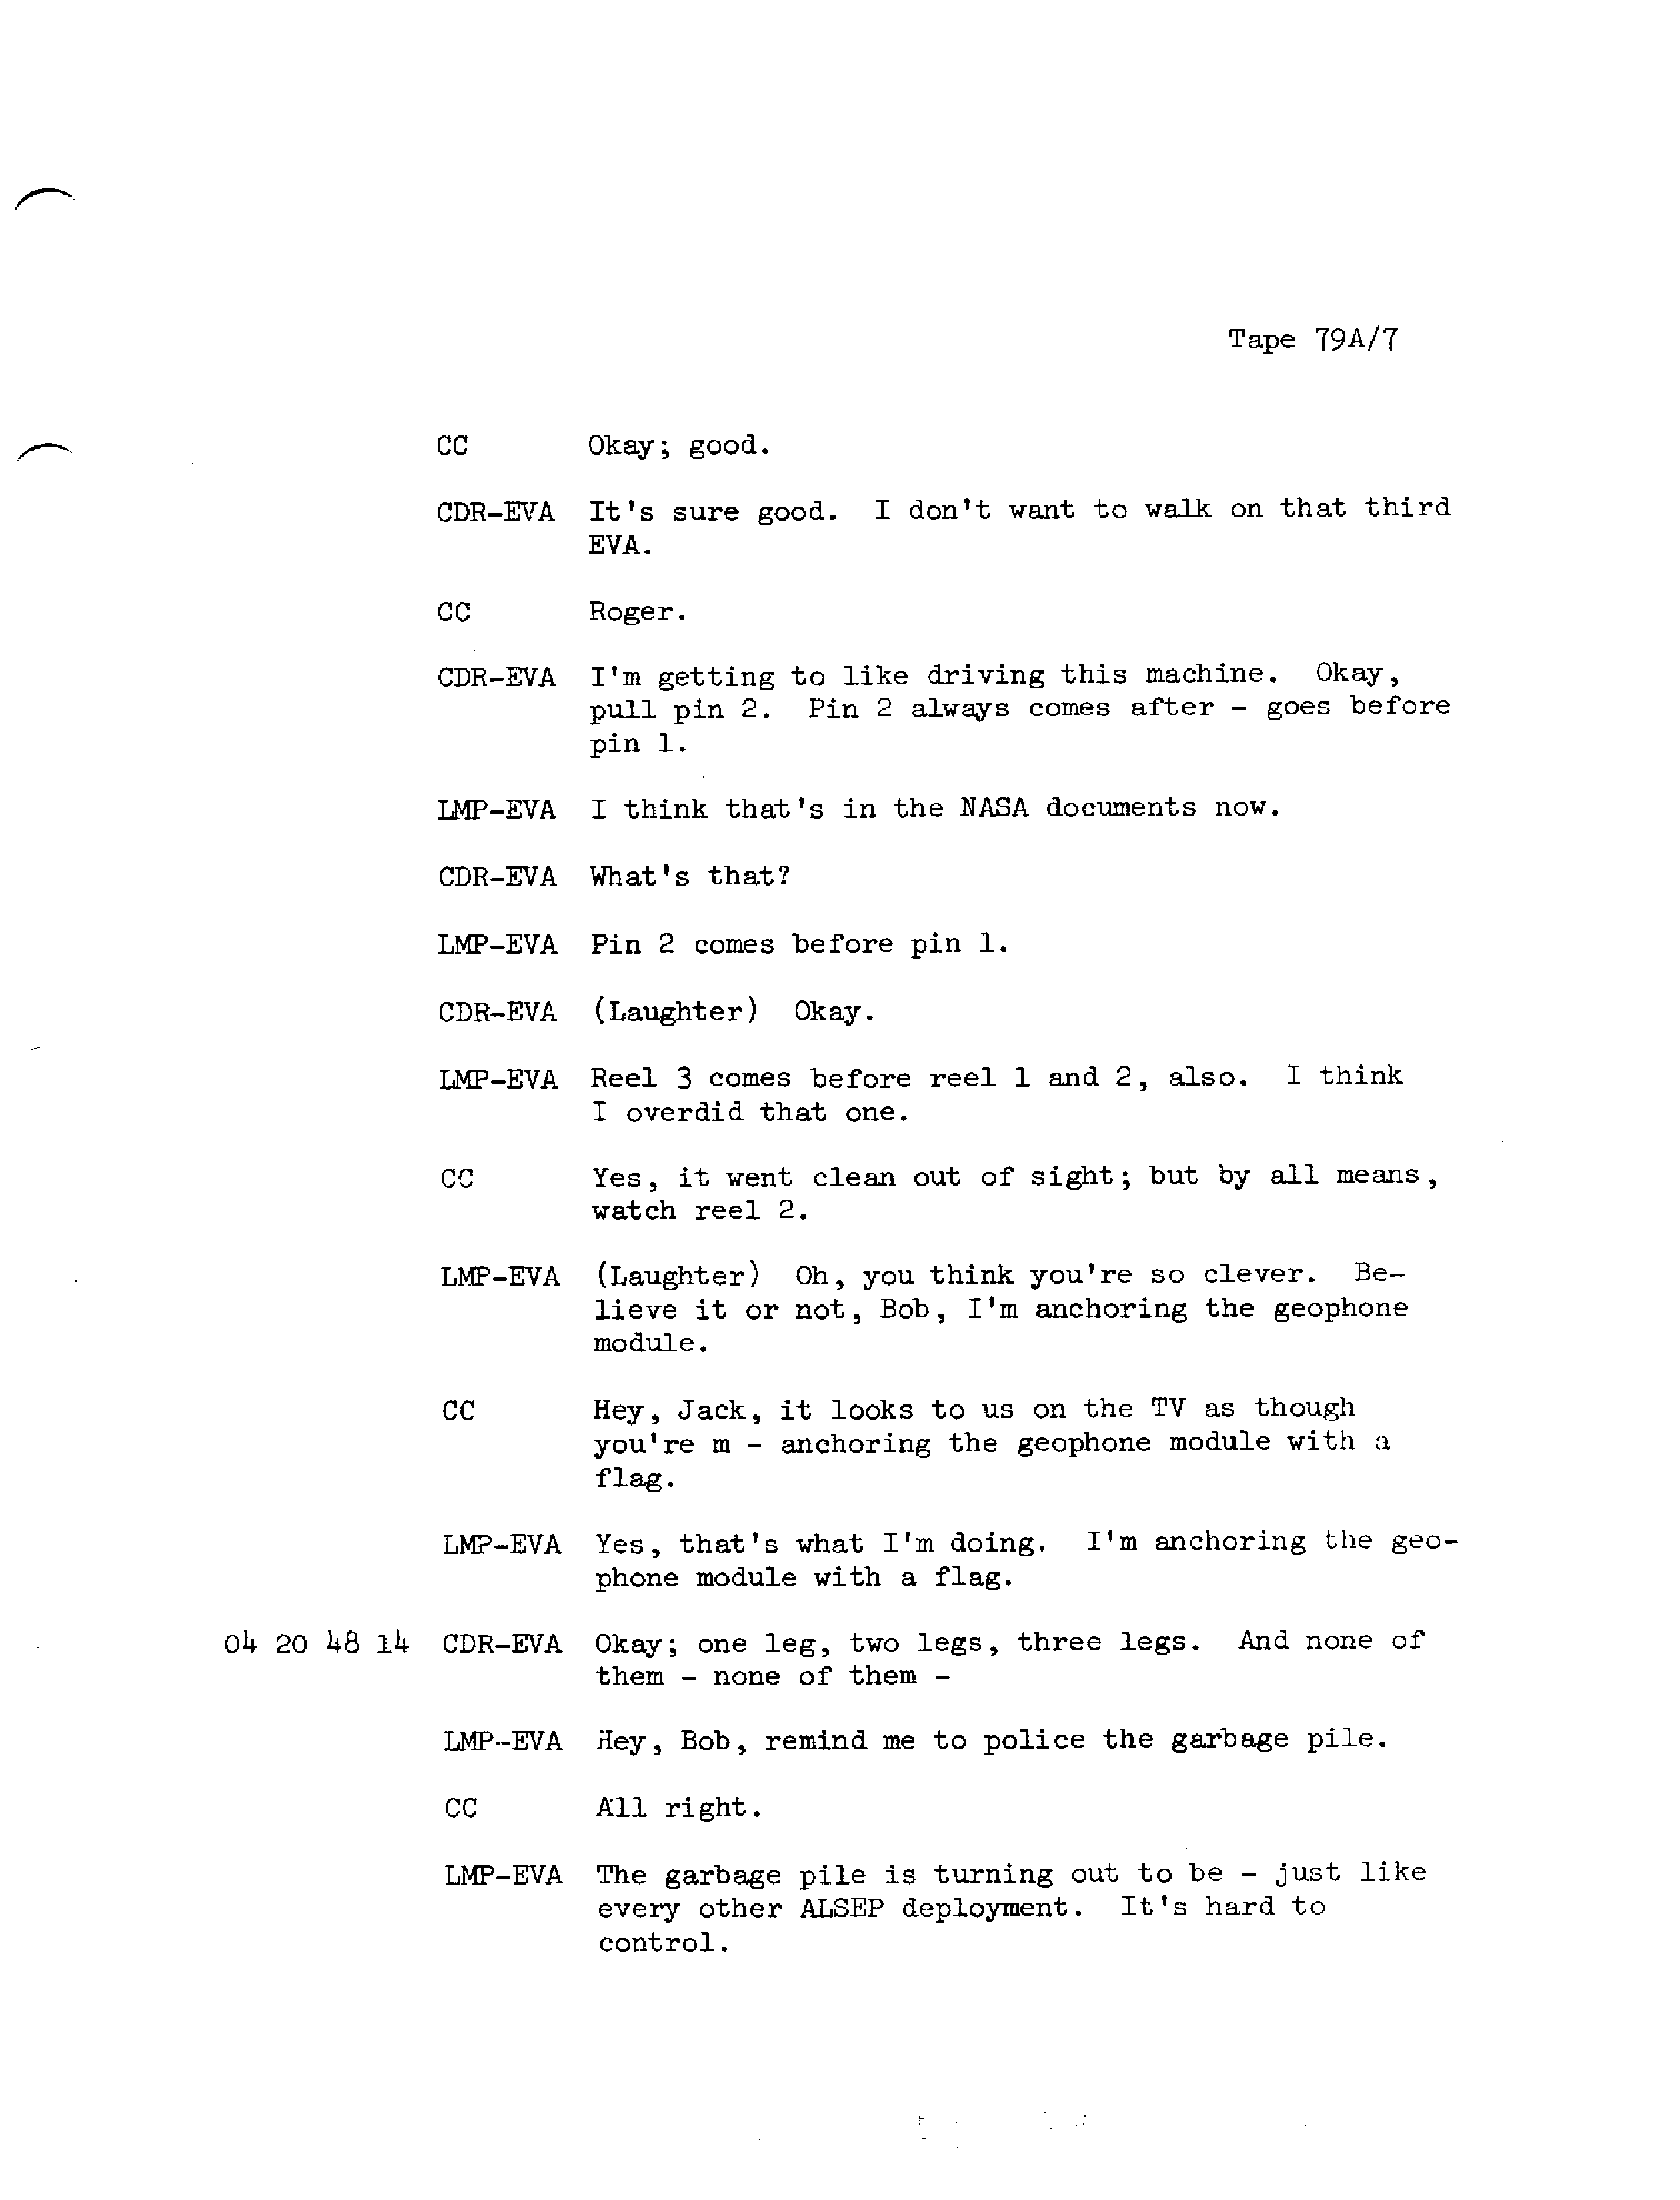 Tape 79A/7
CC Okay; good.
CDR-EVA It's sure good. I don't want to walk on that third
EVA.
CC Roger.
CDR-EVA I'm getting to like driving this machine. Okay,
pull pin 2. Pin 2 always comes after - goes before
pin 1.
LMP-EVA I think that's in the NASA documents now.
CDR-EVA What's that?
LMP-EVA Pin 2 comes before pin 1.
CDR-EVA (Laughter) Okay.
LMP-EVA Reel 3 comes before reel 1 and 2, also. I think
I overdid that one.
CC Yes, it went clean out of sight; but by all means,
watch reel 2.
LMP-EVA (Laughter) Oh, you think you're so clever. Be-
lieve it or not, Bob, I'm anchoring the geophone
module.
CC Hey, Jack, it looks to us on the TV as though
you're m - anchoring the geophone module with a
flag.
LMP-EVA Yes, that's what I'm doing. I'm anchoring the geo-
phone module with a flag.
04 20 48 14 CDR-EVA Okay; one leg, two legs, three legs. And none of
them - none of them -
LMP-EVA Hey, Bob, remind me to police the garbage pile.
CC All right.
LMP-EVA The garbage pile is turning out to be - just like
every other ALSEP deployment. It's hard to
control.